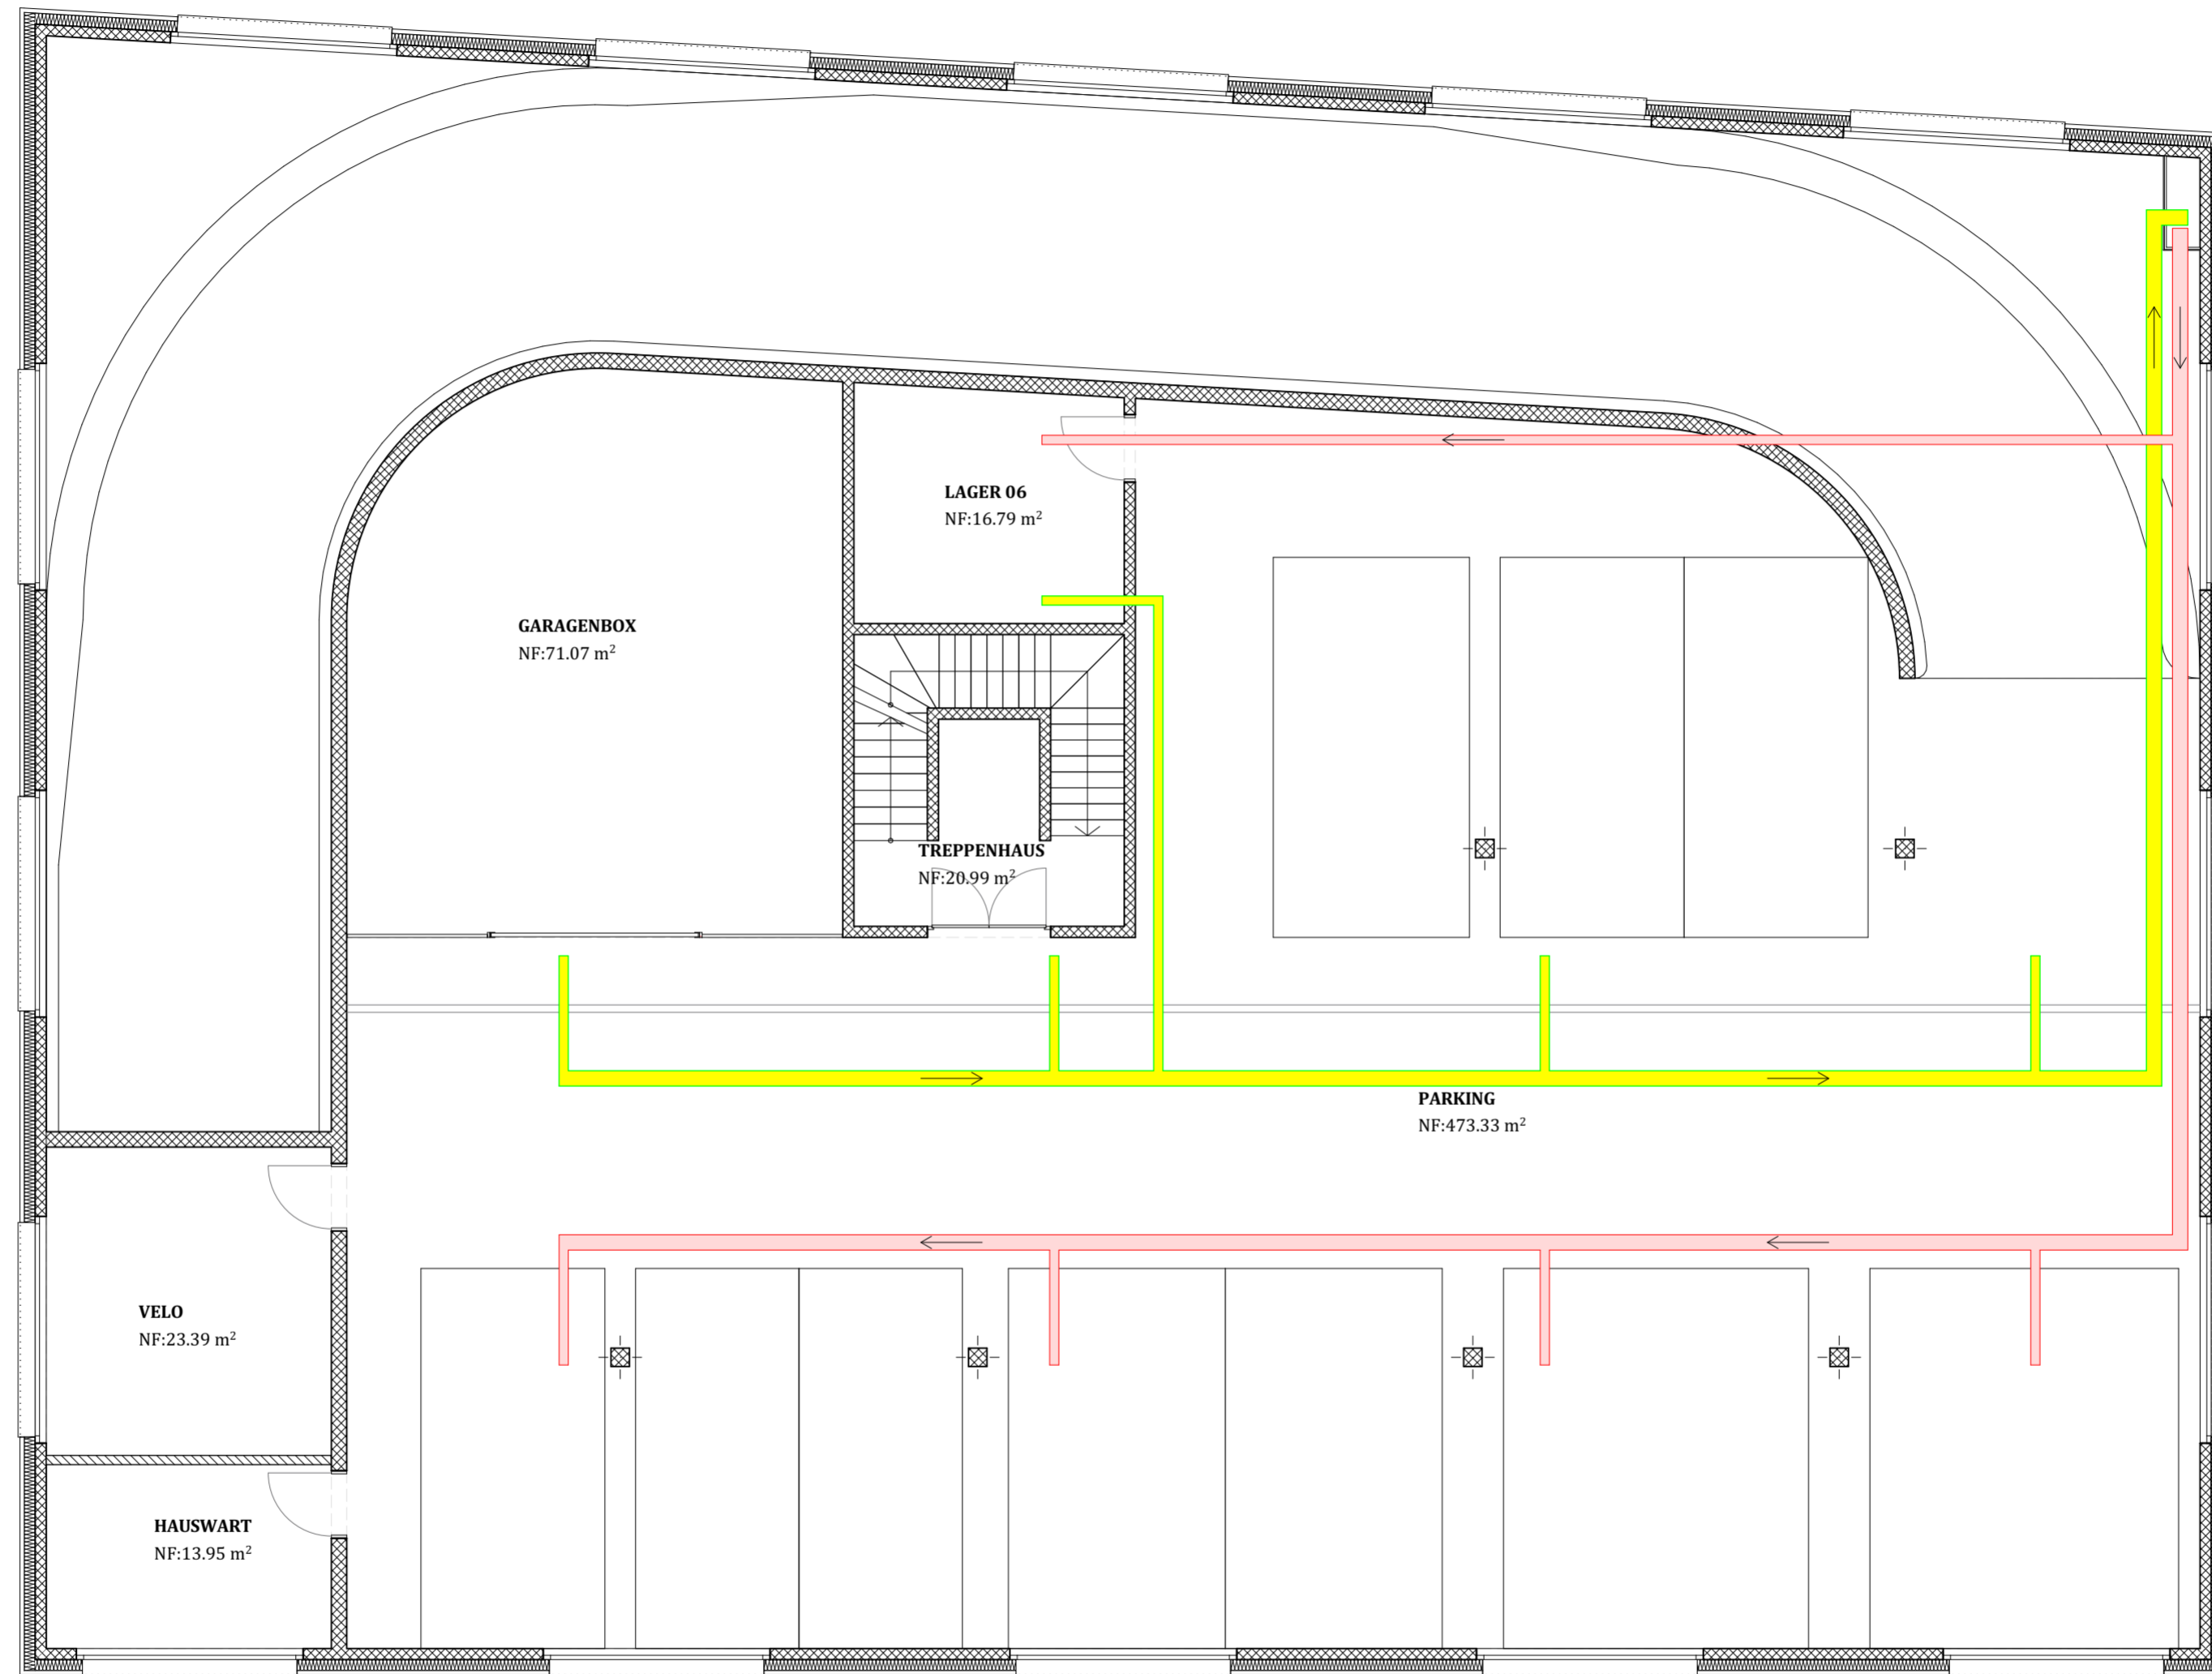 LAGER 06
NF:16.79 m²
GARAGENBOX
NF:71.07 m²
TREPPENHAUS
NF:20.99 m²
PARKING
NF:473.33 m²
VELO
NF:23.39 m²
HAUSWART
NF:13.95 m²